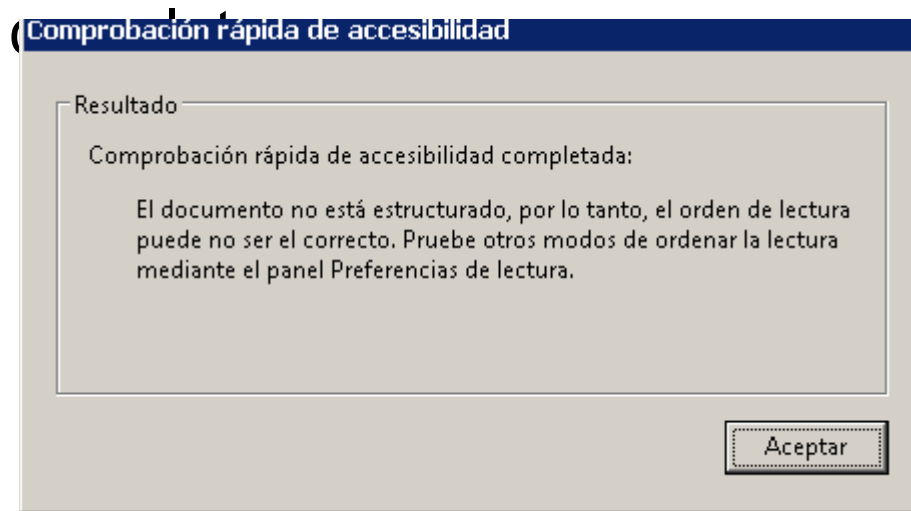 Comprobación rápida de accesibilidad
Resultado
Comprobación rápida de accesibilidad completada:
El documento no está estructurado, por lo tanto, el orden de lectura
puede no ser el correcto. Pruebe otros modos de ordenar la lectura
mediante el panel Preferencias de lectura.
Aceptar